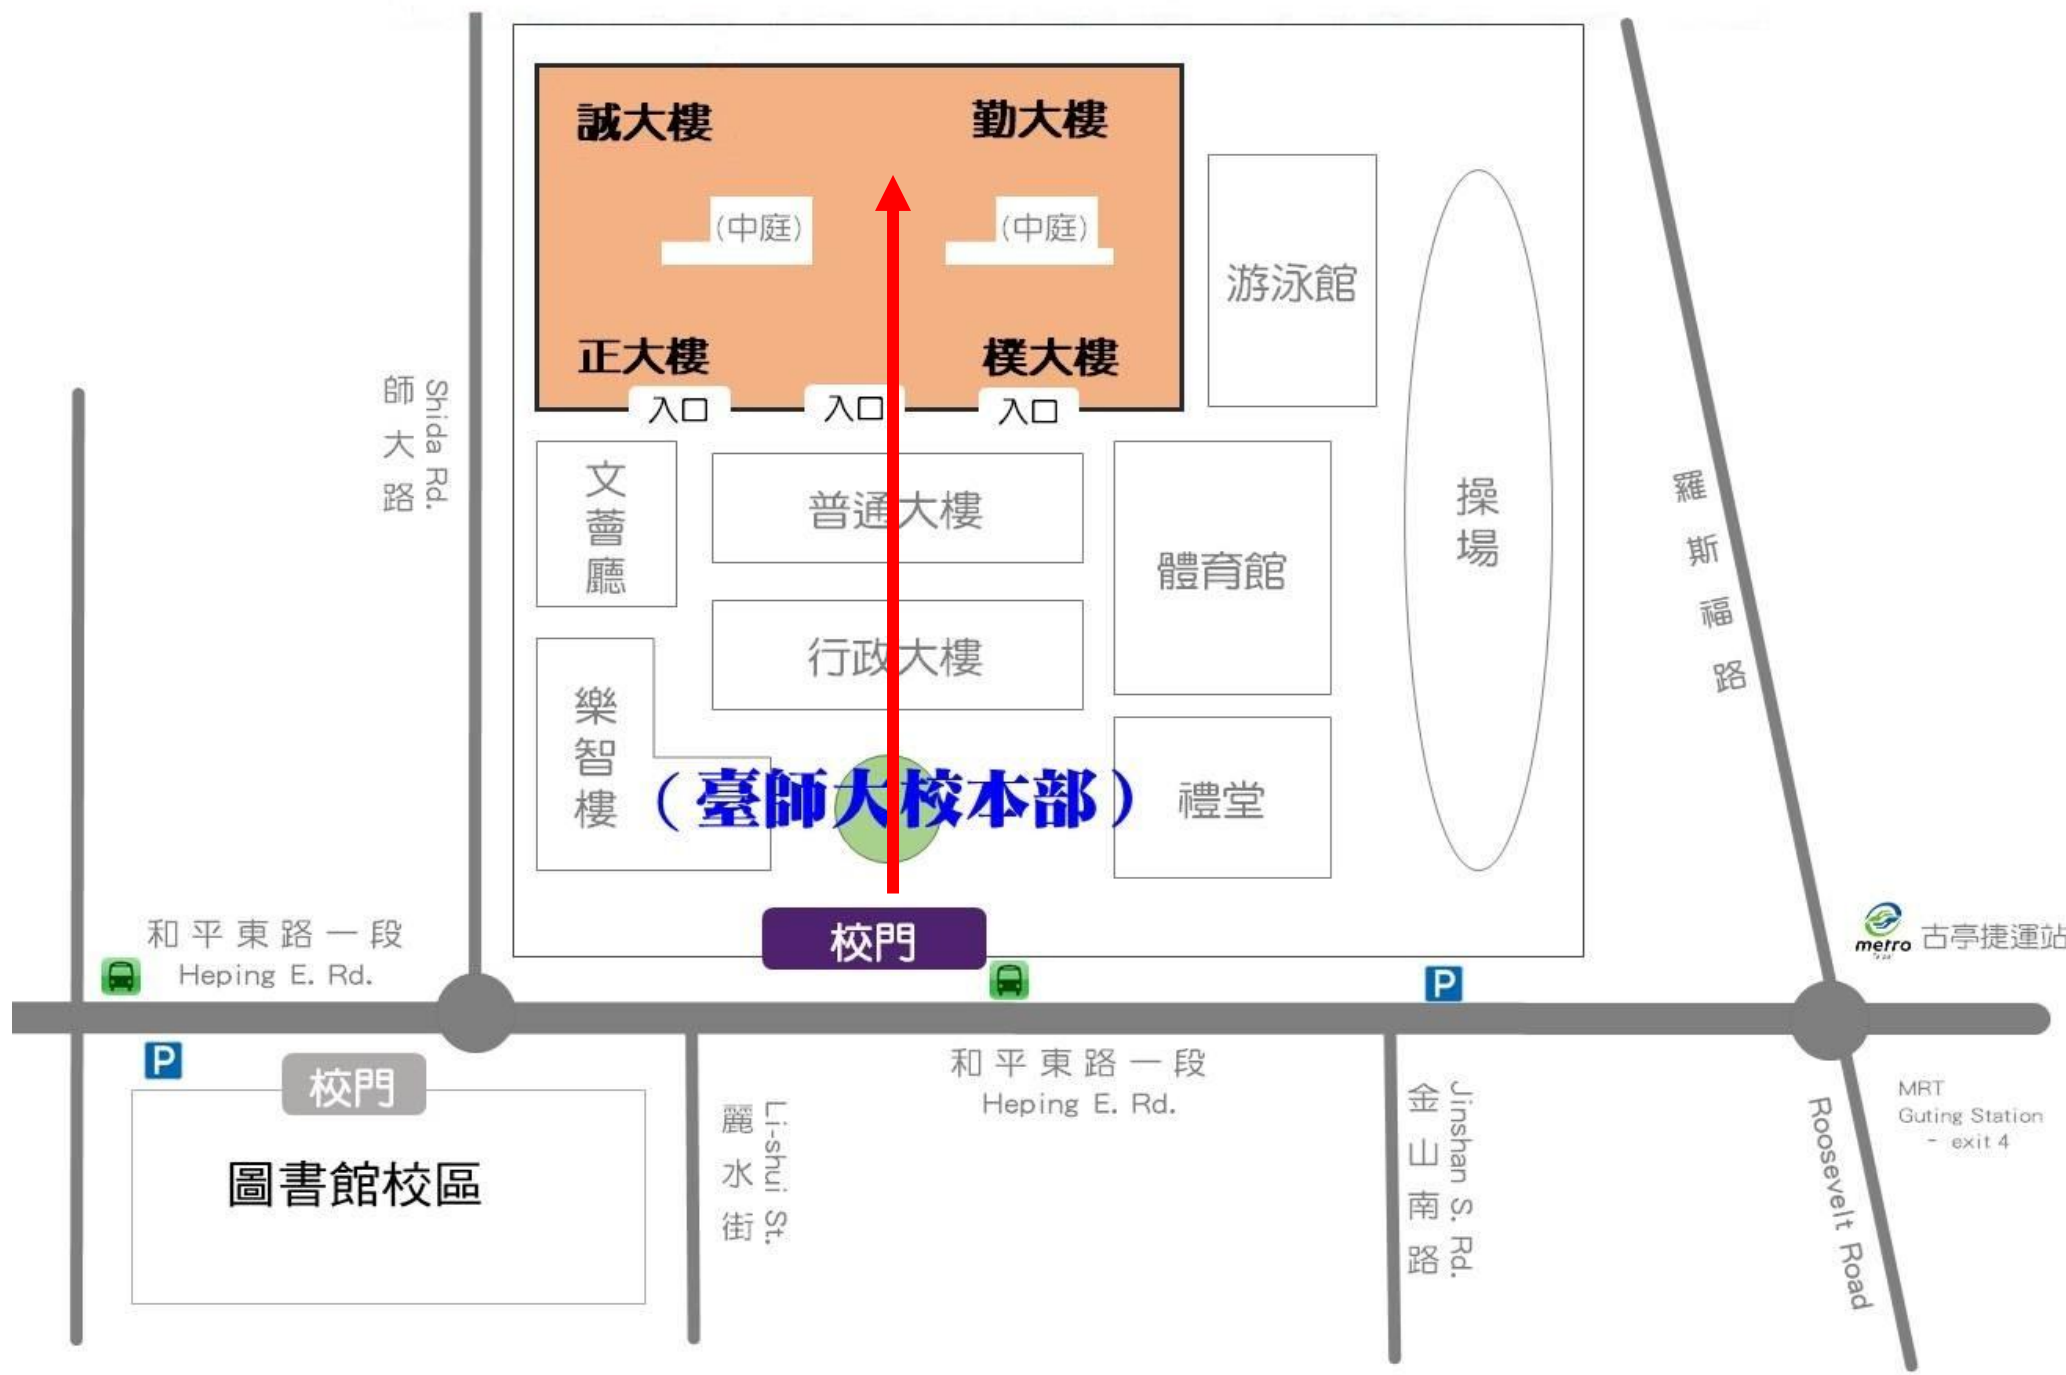 誠大樓
勤大樓
(中庭)
(中庭)
游泳館
正大樓
樸大樓
入口
入口
入口
師大路
Shida Rd.
文薈廳
普通大樓
體育館
操場
羅斯福路
行政大樓
樂智樓
(臺師大校本部)
禮堂
校門
和平東路一段
Heping E. Rd.
metro
古亭捷運站
P
P
校門
和平東路一段
Heping E. Rd.
圖書館校區
麗水街
Li-shui St.
金山南路
Jinshan S. Rd.
Roosevelt Road
MRT
Guting Station
- exit 4